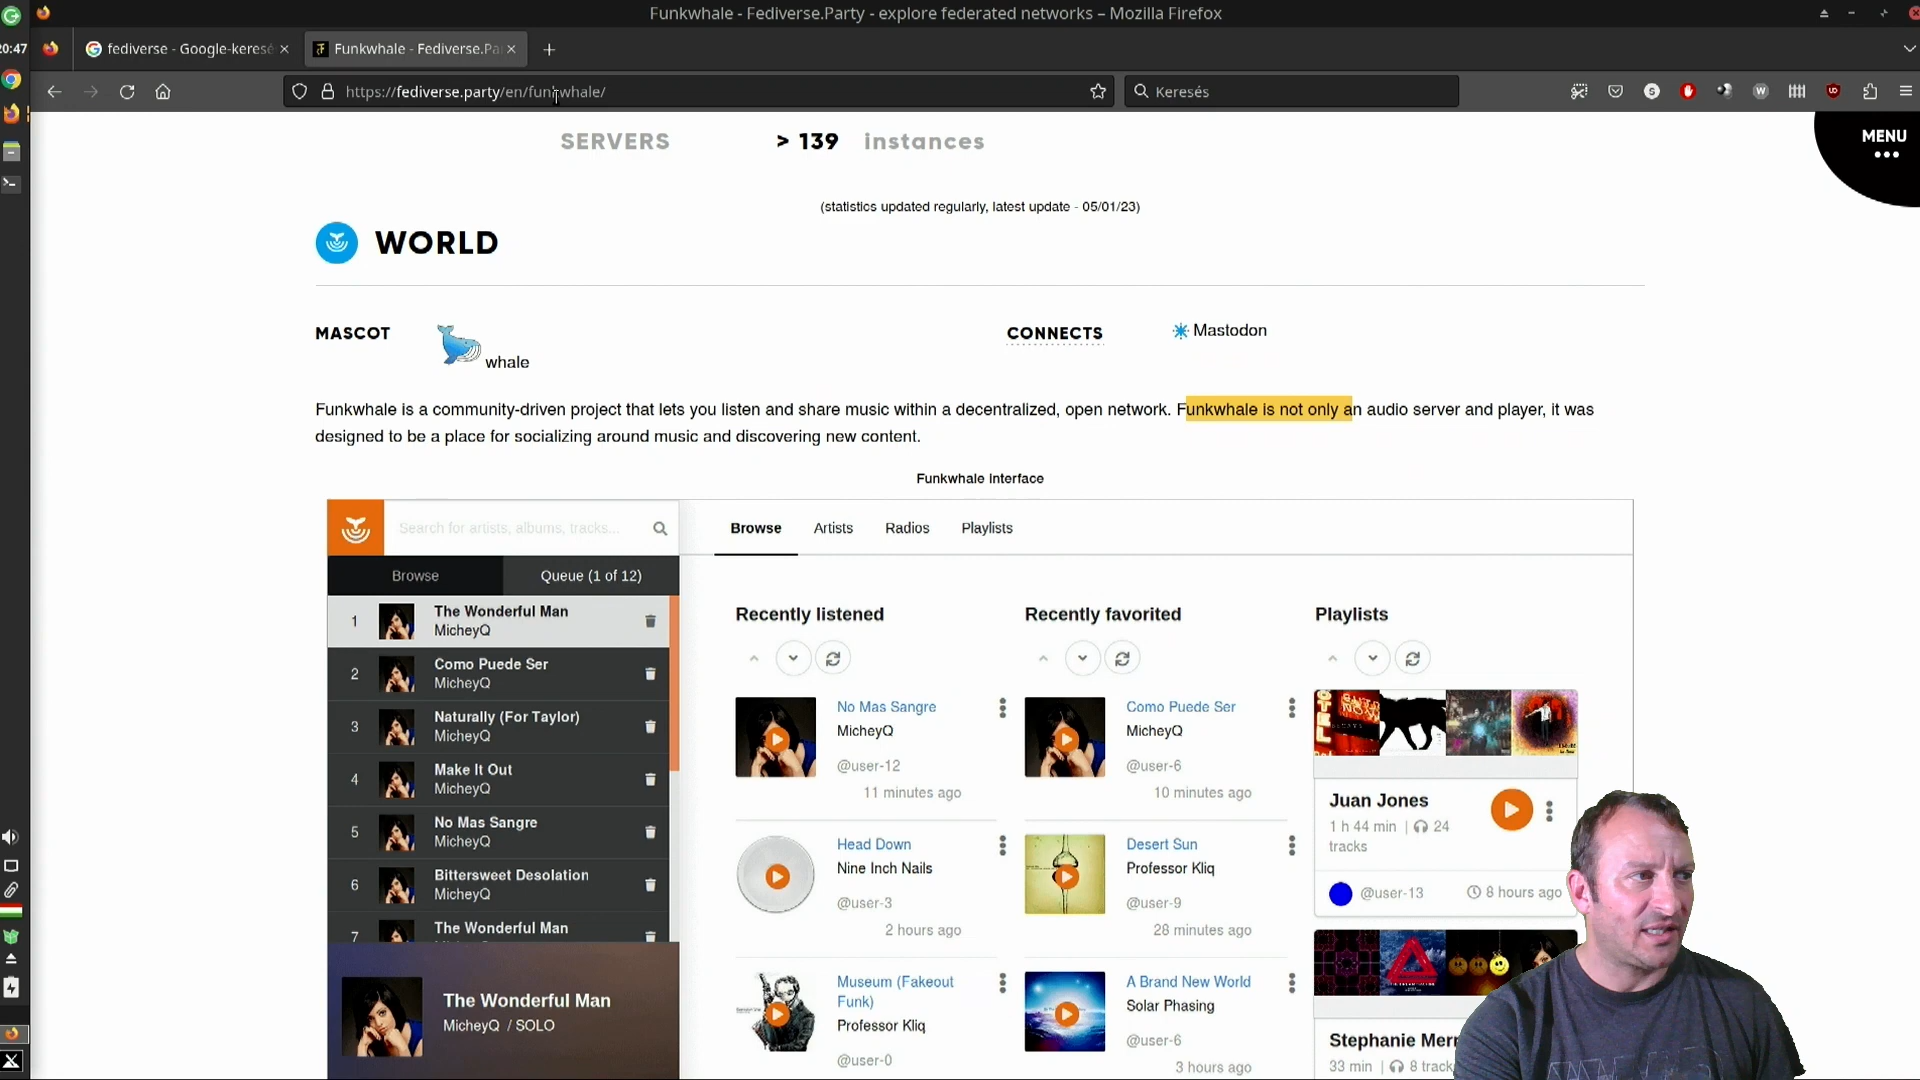 Funkwhale - Fediverse.Party - explore federated networks – Mozilla Firefox
20:47
fediverse - Google-keresé
Funkwhale - Fediverse.Pa
https://fediverse.party/en/funkwhale/
Keresés
MENU
SERVERS > 139 instances
(statistics updated regularly, latest update - 05/01/23)
WORLD
MASCOT
whale
CONNECTS
Mastodon
Funkwhale is a community-driven project that lets you listen and share music within a decentralized, open network. Funkwhale is not only an audio server and player, it was
designed to be a place for socializing around music and discovering new content.
Funkwhale interface
Search for artists, albums, tracks...
Browse
Queue (1 of 12)
1
The Wonderful Man
MicheyQ
2
Como Puede Ser
MicheyQ
3
Naturally (For Taylor)
MicheyQ
4
Make It Out
MicheyQ
5
No Mas Sangre
MicheyQ
6
Bittersweet Desolation
MicheyQ
7
The Wonderful Man
The Wonderful Man
MicheyQ / SOLO
Browse
Artists
Radios
Playlists
Recently listened
No Mas Sangre
MicheyQ
@user-12
11 minutes ago
Head Down
Nine Inch Nails
@user-3
2 hours ago
Museum (Fakeout
Funk)
Professor Kliq
@user-0
Recently favorited
Como Puede Ser
MicheyQ
@user-6
10 minutes ago
Desert Sun
Professor Kliq
@user-9
28 minutes ago
A Brand New World
Solar Phasing
@user-6
3 hours ago
Playlists
Juan Jones
1 h 44 min | 24
tracks
@user-13
8 hours ago
Stephanie Merr
33 min | 8 track